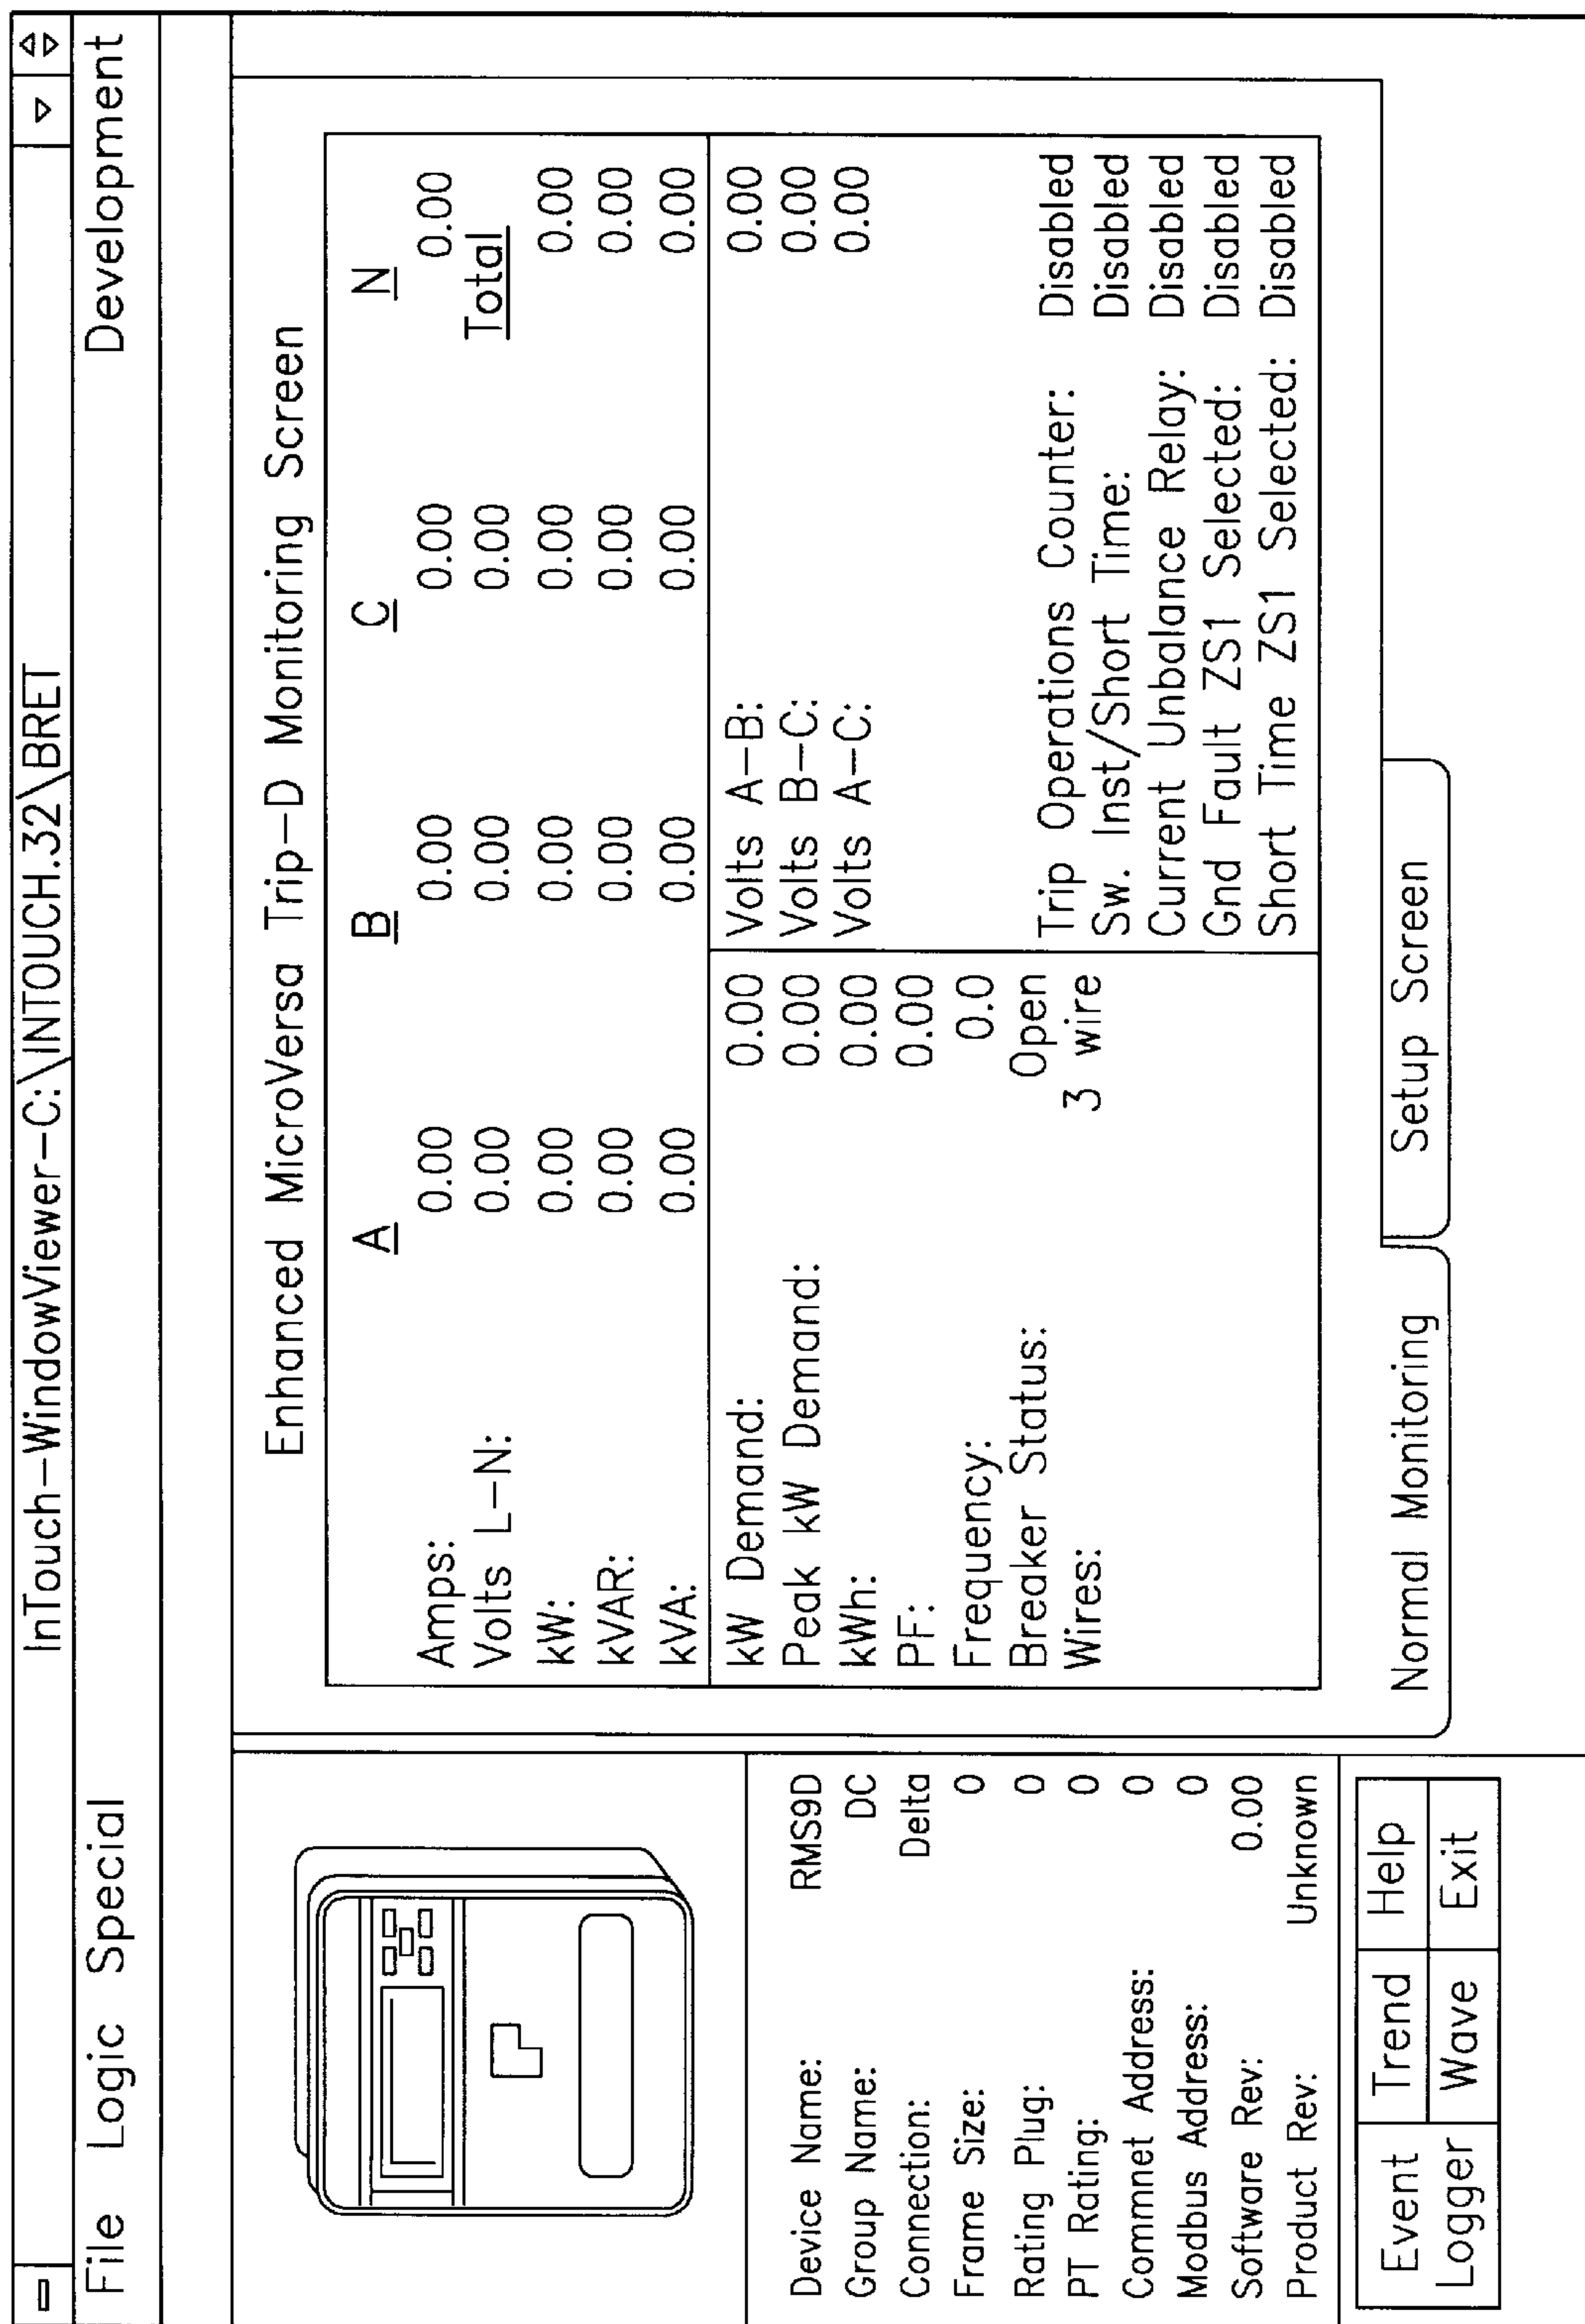 InTouch-WindowViewer-C:\INTOUCH.32\BRET
File Logic Special Development
Enhanced MicroVersa Trip-D Monitoring Screen
A B C N
Amps: 0.00 0.00 0.00 0.00
Volts L-N: 0.00 0.00 0.00 Total
kW: 0.00 0.00 0.00 0.00
kVAR: 0.00 0.00 0.00 0.00
kVA: 0.00 0.00 0.00 0.00
kW Demand: 0.00
Peak kW Demand: 0.00
kWh: 0.00
PF: 0.00
Frequency: 0.0
Breaker Status: Open
Wires: 3 wire
Volts A-B: 0.00
Volts B-C: 0.00
Volts A-C: 0.00
Trip Operations Counter: Disabled
Sw. Inst/Short Time: Disabled
Current Unbalance Relay: Disabled
Gnd Fault ZS1 Selected: Disabled
Short Time ZS1 Selected: Disabled
Normal Monitoring Setup Screen
Device Name: RMS9D
Group Name: DC
Connection: Delta
Frame Size: 0
Rating Plug: 0
PT Rating: 0
Commnet Address: 0
Modbus Address: 0
Software Rev: 0.00
Product Rev: Unknown
Event Logger
Trend Help
Wave Exit